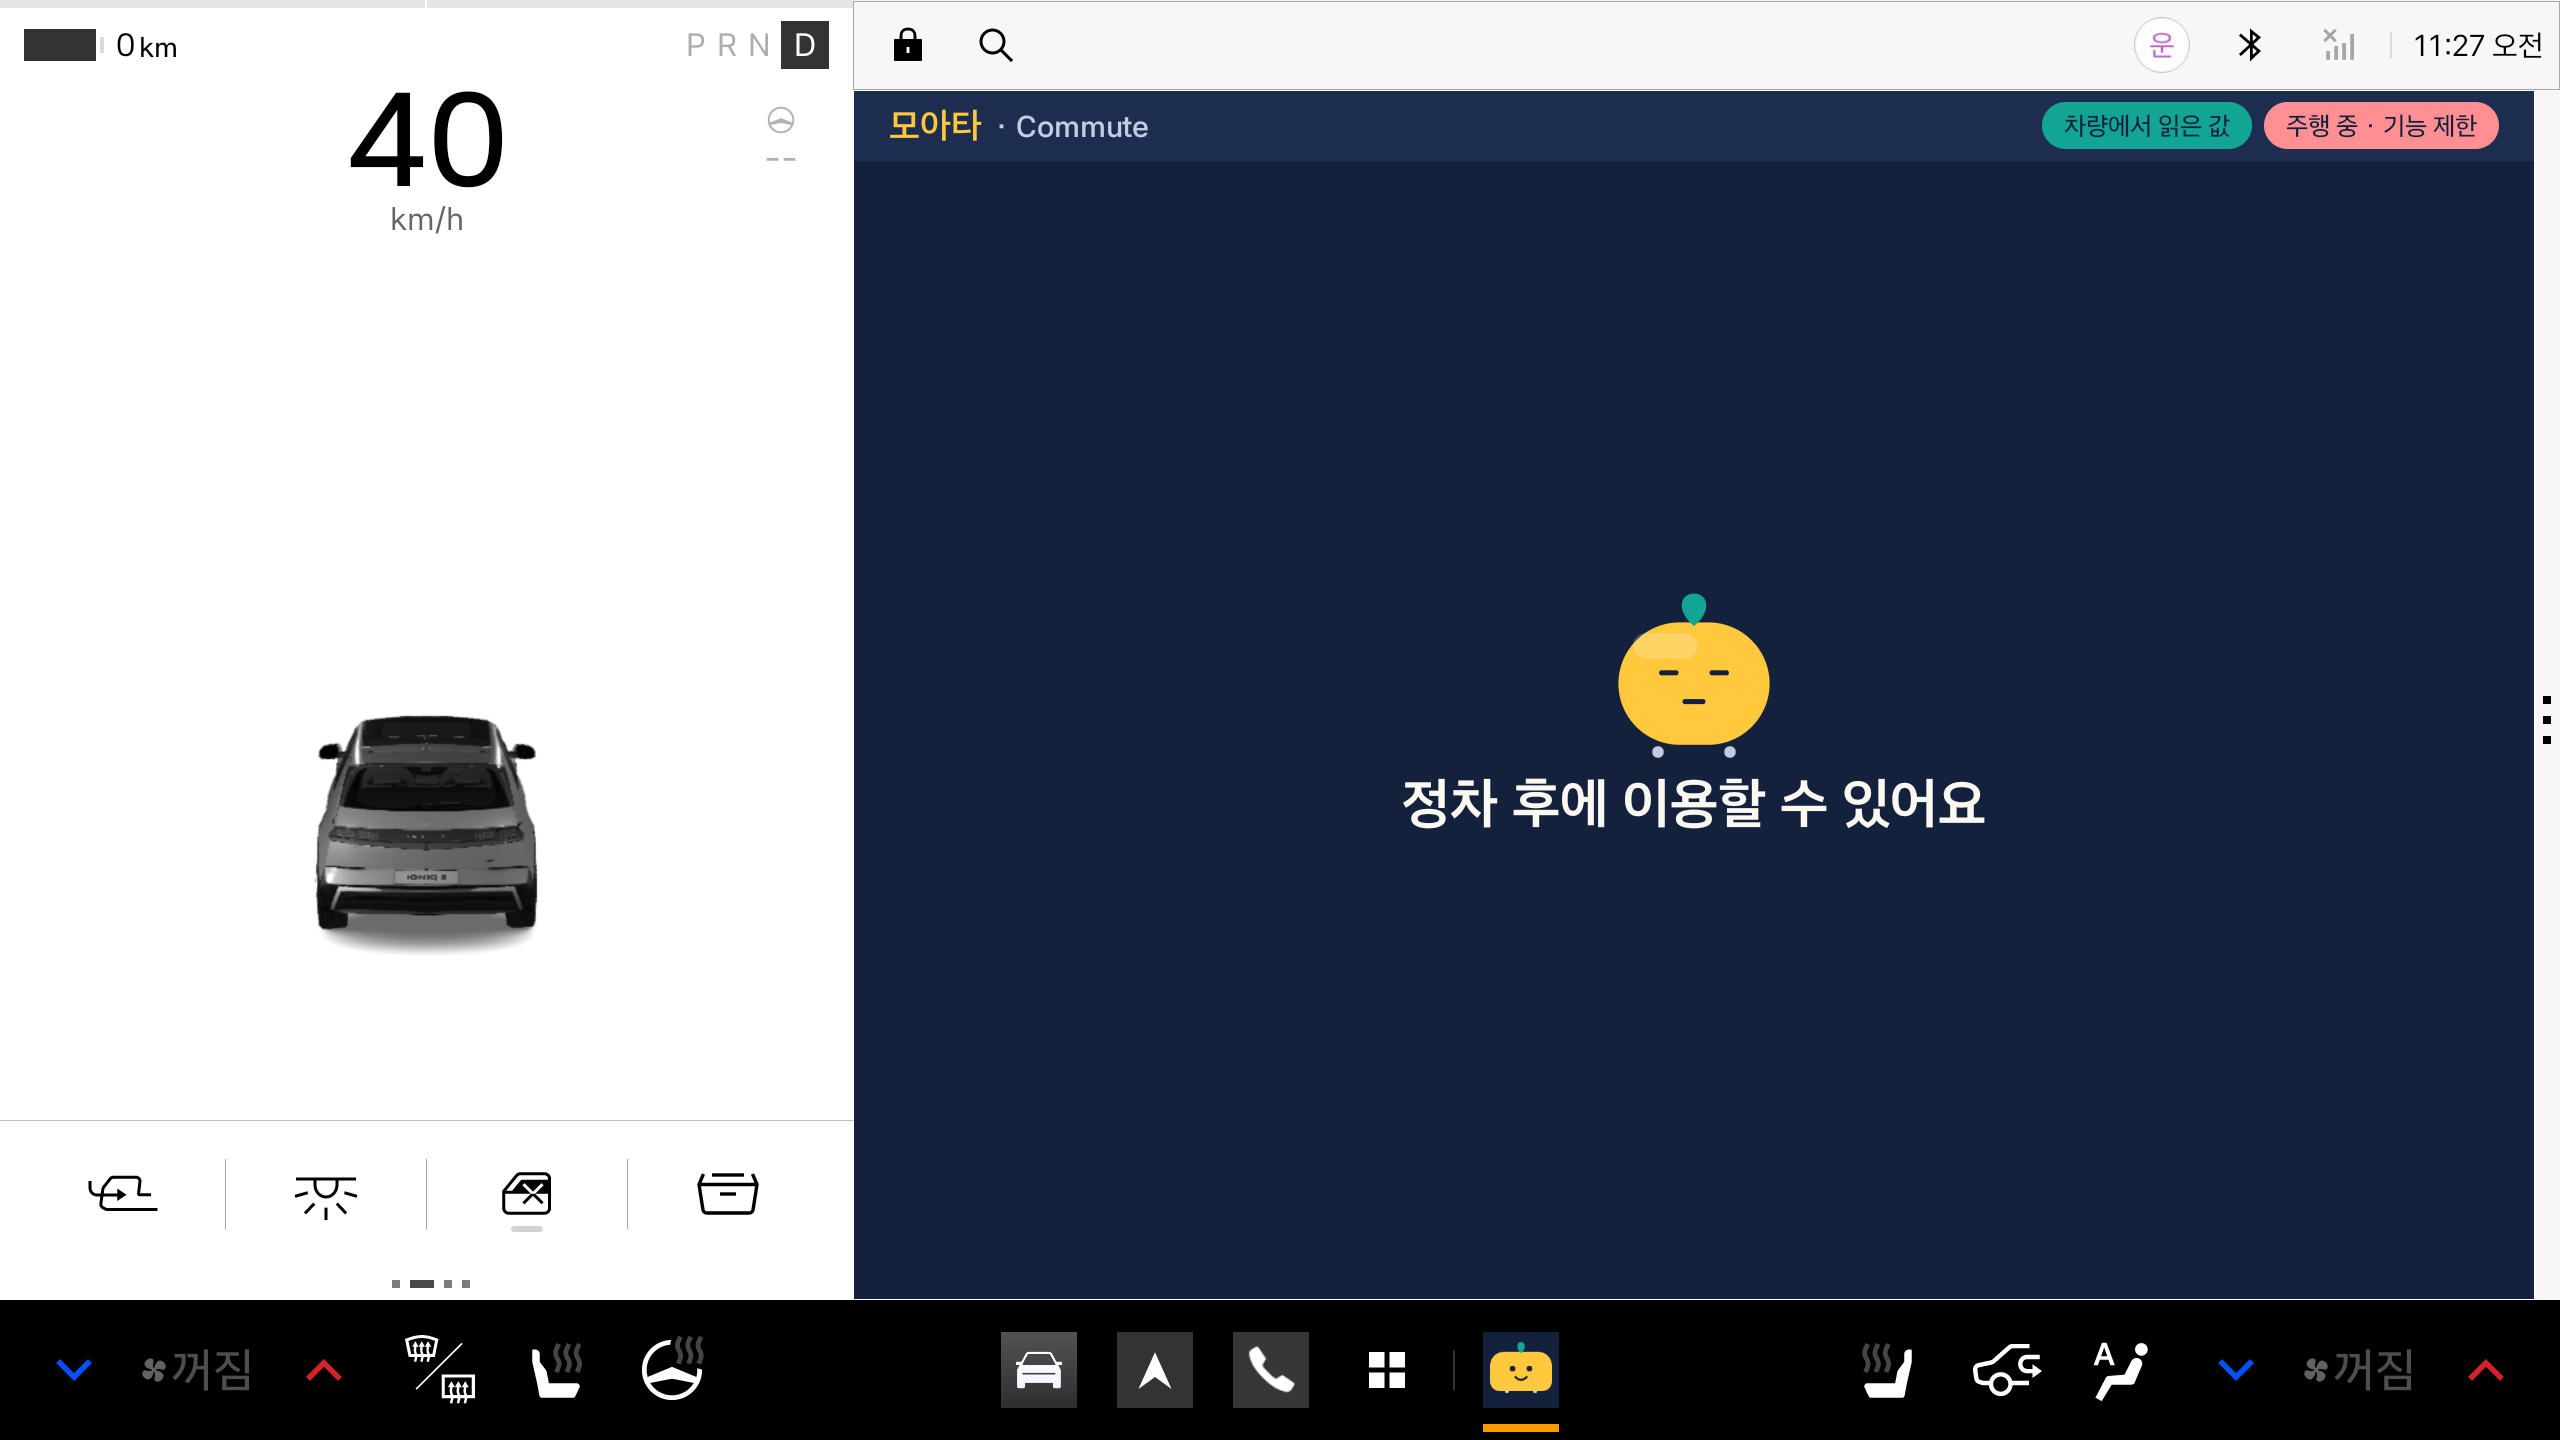 0 km
P R N D
40
km/h
--
운
11:27 오전
모아타 · Commute
차량에서 읽은 값
주행 중 · 기능 제한
정차 후에 이용할 수 있어요
꺼짐
A
꺼짐